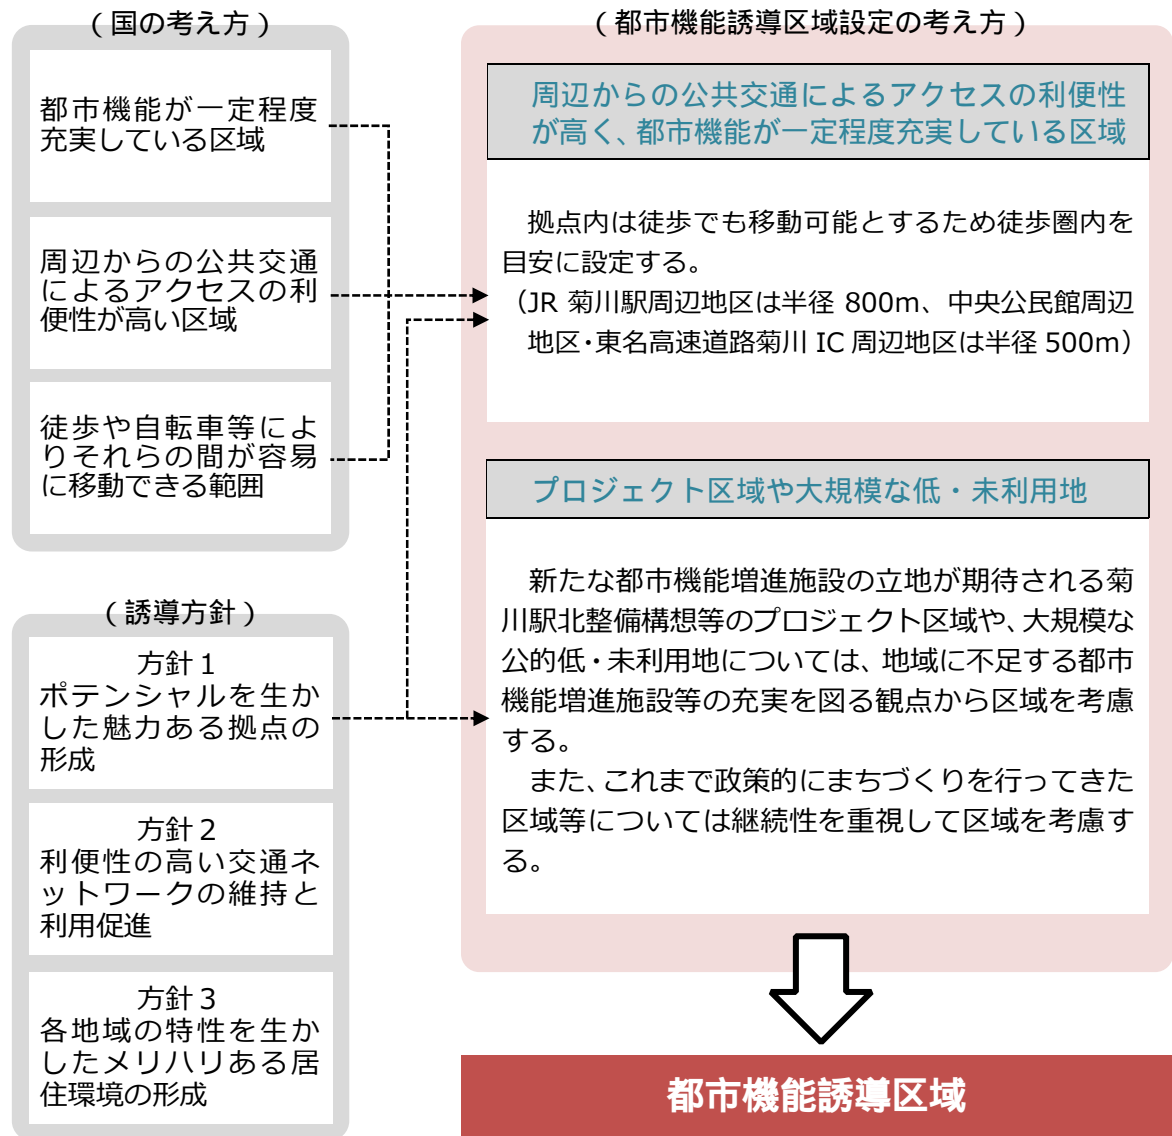 (国の考え方)
都市機能が一定程度
充実している区域
周辺からの公共交通
によるアクセスの利
便性が高い区域
徒歩や自転車等によ
りそれらの間が容易
に移動できる範囲
(誘導方針)
方針1
ポテンシャルを生か
した魅力ある拠点の
形成
方針2
利便性の高い交通ネ
ットワークの維持と
利用促進
方針3
各地域の特性を生か
したメリハリある居
住環境の形成
(都市機能誘導区域設定の考え方)
周辺からの公共交通によるアクセスの利便性
が高く、都市機能が一定程度充実している区域
拠点内は徒歩でも移動可能とするため徒歩圏内を
目安に設定する。
(JR 菊川駅周辺地区は半径 800m、中央公民館周辺
地区・東名高速道路菊川 IC 周辺地区は半径 500m)
プロジェクト区域や大規模な低・未利用地
新たな都市機能増進施設の立地が期待される菊
川駅北整備構想等のプロジェクト区域や、大規模な
公的低・未利用地については、地域に不足する都市
機能増進施設等の充実を図る観点から区域を考慮
する。
また、これまで政策的にまちづくりを行ってきた
区域等については継続性を重視して区域を考慮す
る。
都市機能誘導区域